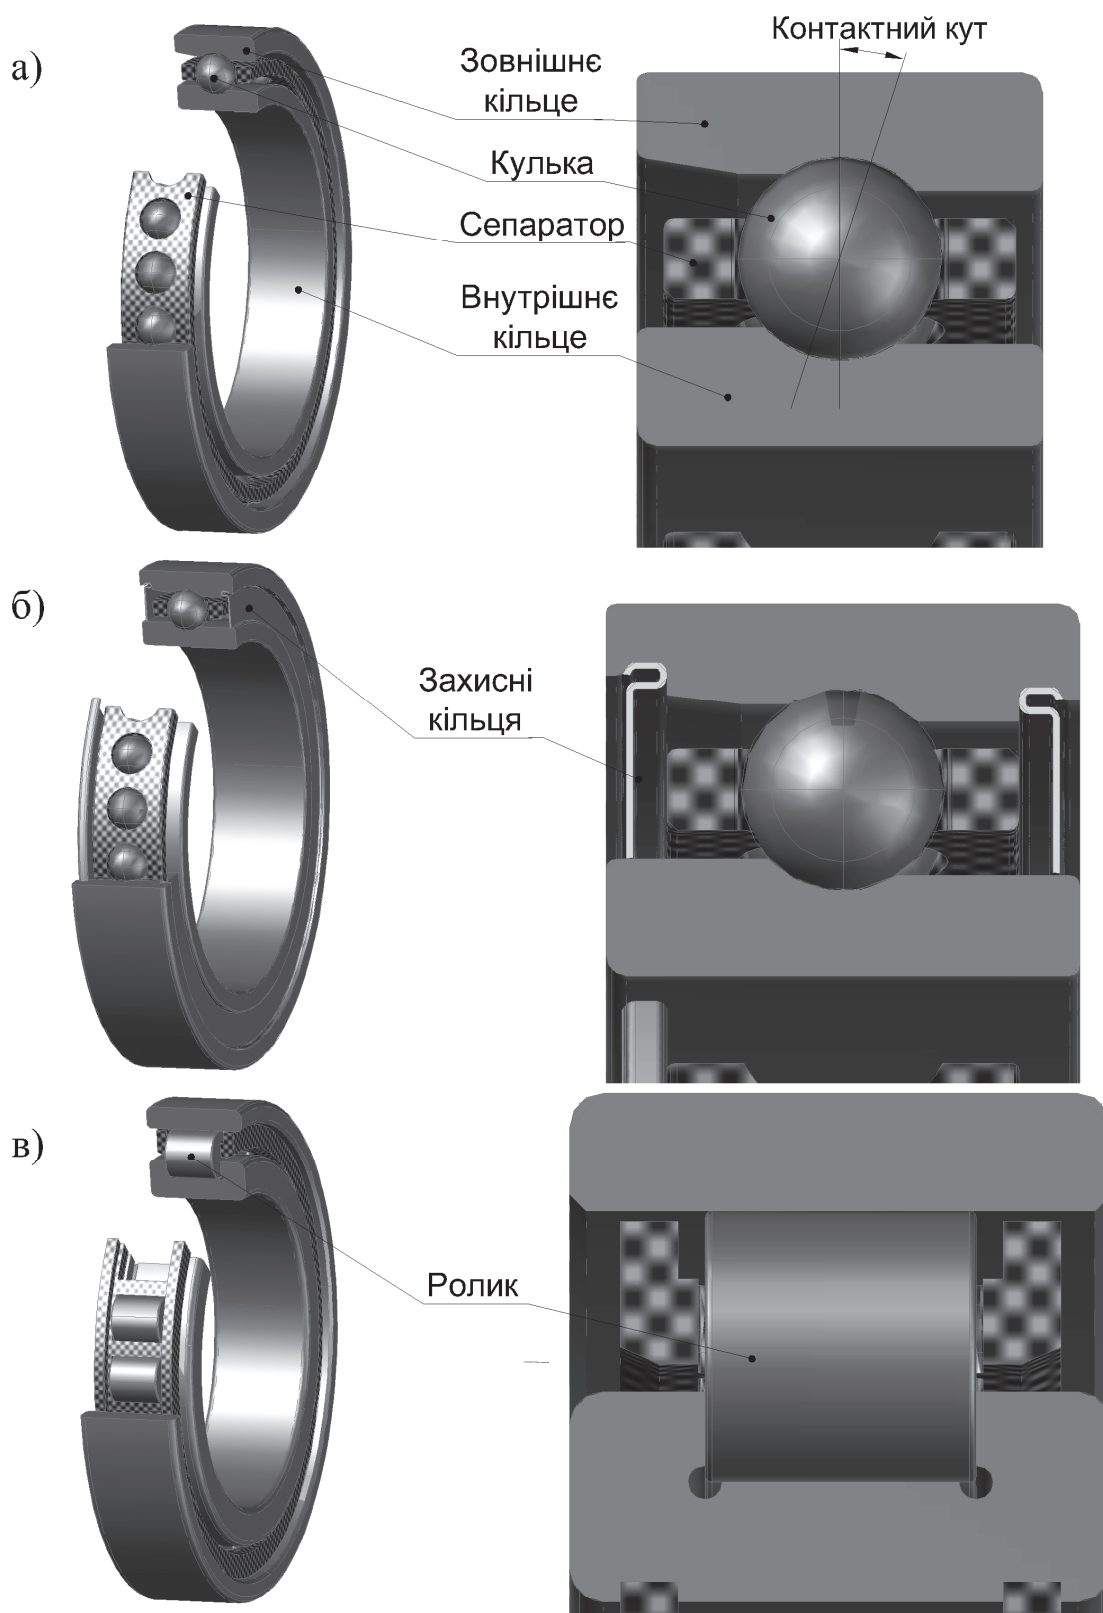 Контактний кут
а)
Зовнішнє
кільце
Кулька
Сепаратор
Внутрішнє
кільце
б)
Захисні
кільця
в)
Ролик